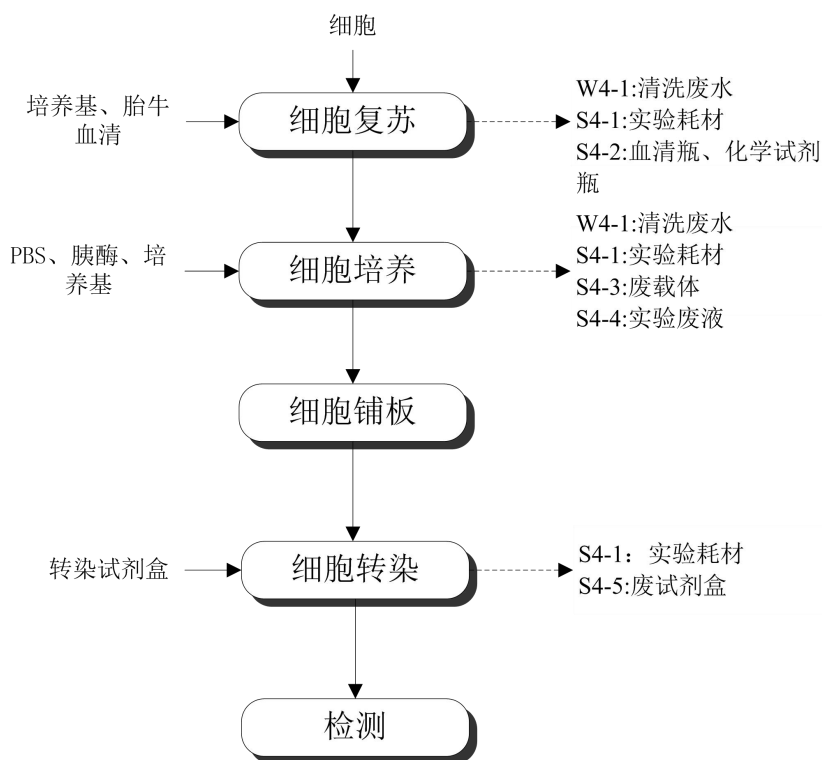 细胞
培养基、胎牛
血清
细胞复苏
W4-1:清洗废水
S4-1:实验耗材
S4-2:血清瓶、化学试剂
瓶
PBS、胰酶、培
养基
细胞培养
W4-1:清洗废水
S4-1:实验耗材
S4-3:废载体
S4-4:实验废液
细胞铺板
转染试剂盒
细胞转染
S4-1：实验耗材
S4-5:废试剂盒
检测